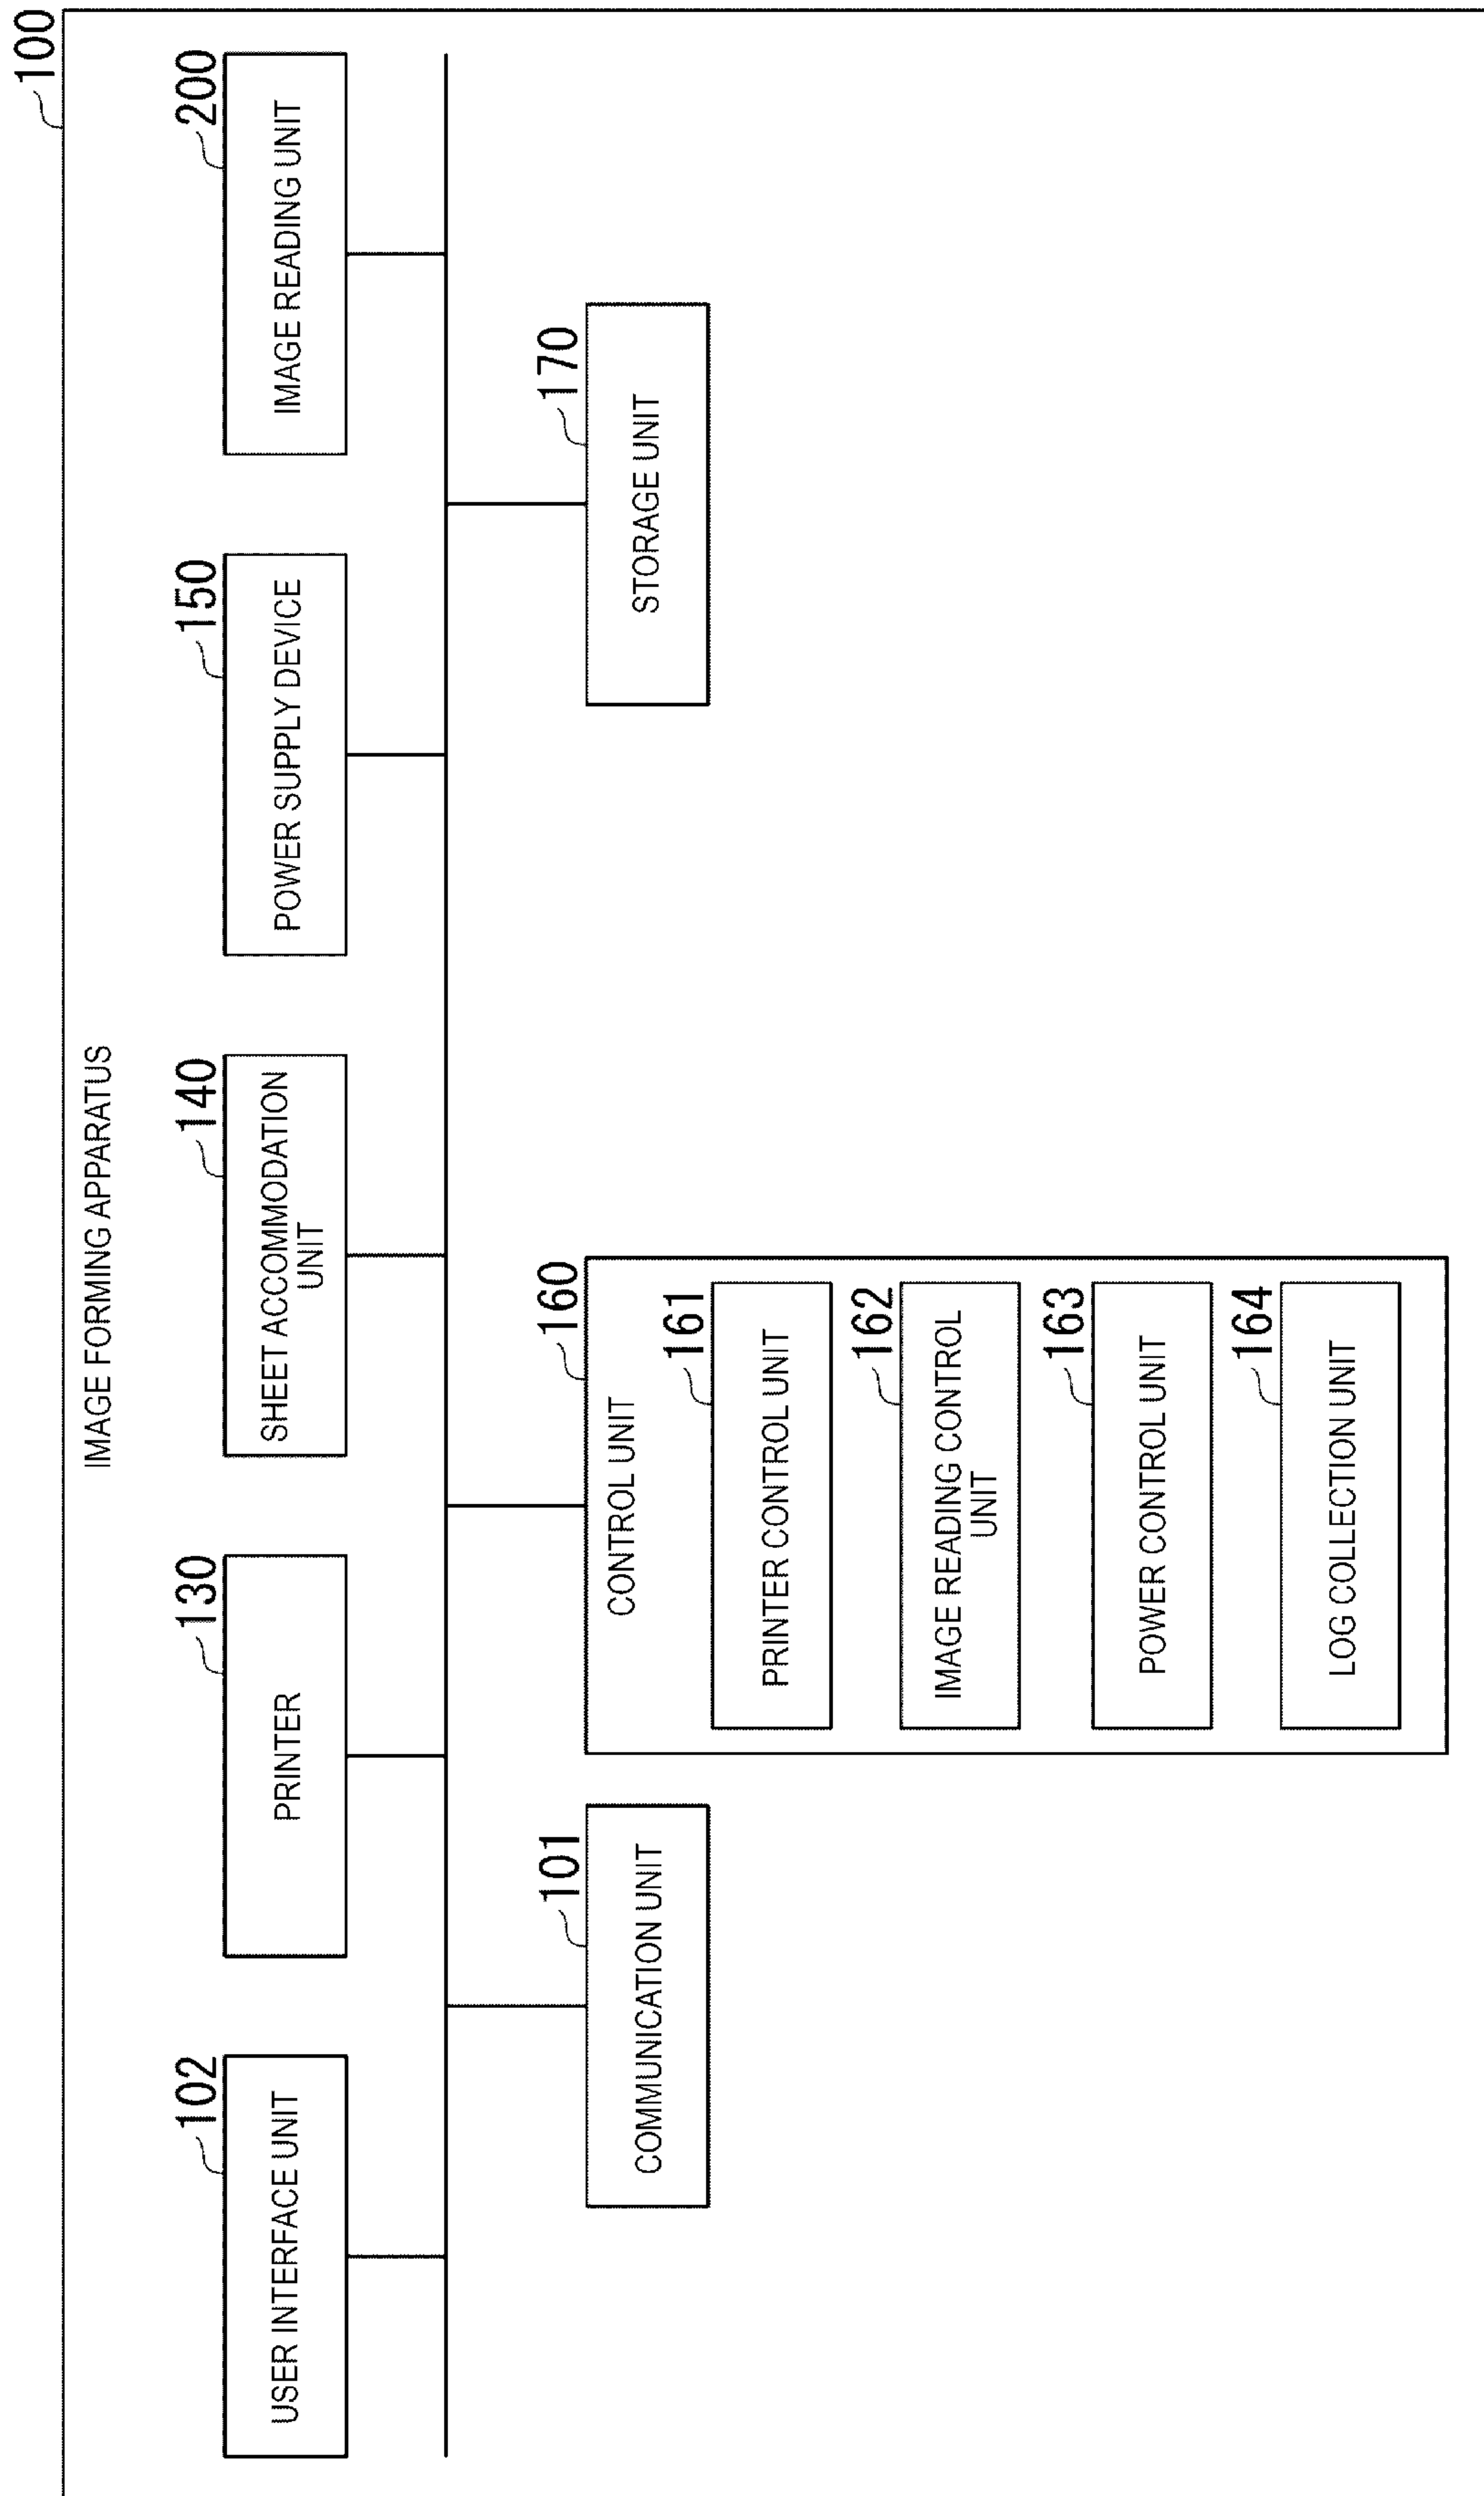 100
IMAGE FORMING APPARATUS
102
USER INTERFACE UNIT
130
PRINTER
140
SHEET ACCOMMODATION
UNIT
150
POWER SUPPLY DEVICE
200
IMAGE READING UNIT
101
COMMUNICATION UNIT
160
CONTROL UNIT
161
PRINTER CONTROL UNIT
162
IMAGE READING CONTROL
UNIT
163
POWER CONTROL UNIT
164
LOG COLLECTION UNIT
170
STORAGE UNIT